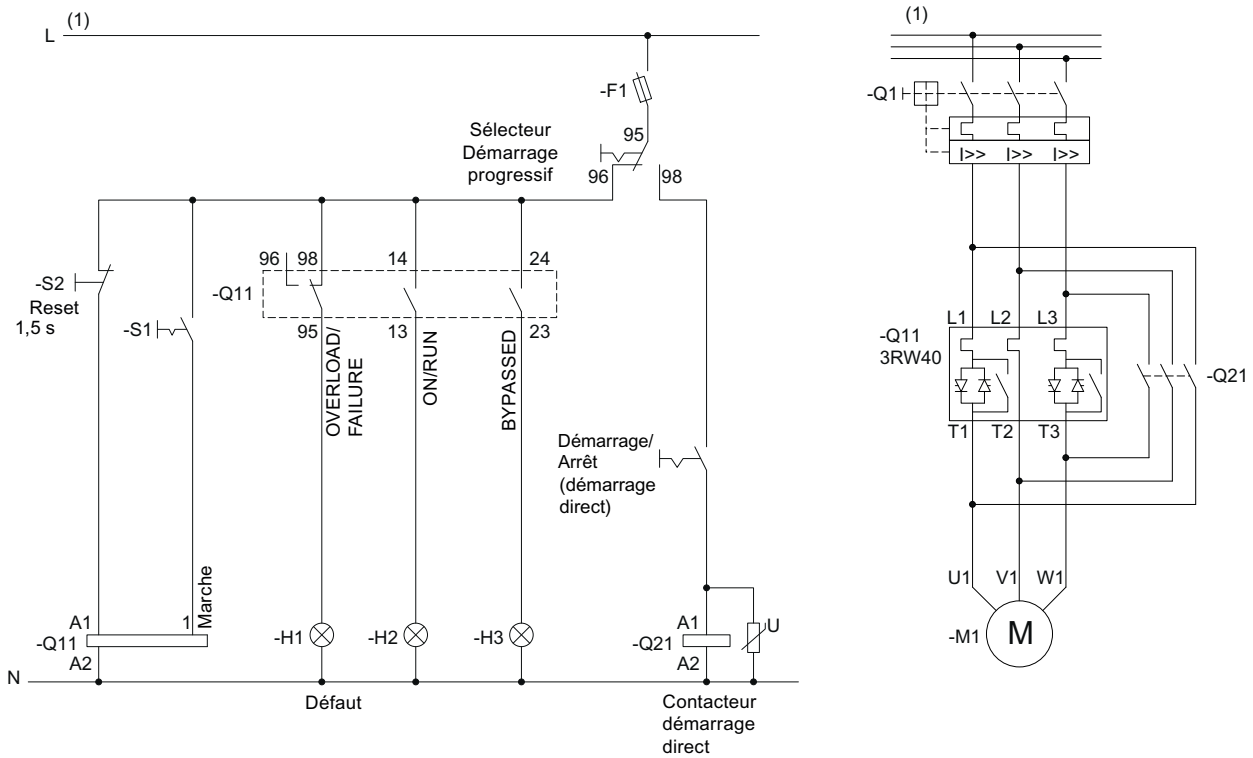 (1)
L
-F1
95
Sélecteur
Démarrage
progressif
96
98
-S2
Reset
1,5 s
-S1
96
98
14
24
-Q11
95
13
23
OVERLOAD/
FAILURE
ON/RUN
BYPASSED
Démarrage/
Arrêt
(démarrage
direct)
Marche
A1
1
-Q11
A2
-H1
-H2
-H3
A1
-Q21
A2
U
N
Défaut
Contacteur
démarrage
direct
(1)
-Q1
I>>
I>>
I>>
L1
L2
L3
-Q11
3RW40
-Q21
T1
T2
T3
U1
V1
W1
-M1
M